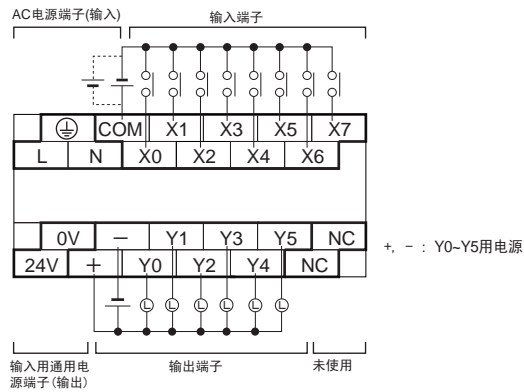 AC电源端子(输入)
输入端子
COM X1 X3 X5 X7
L N X0 X2 X4 X6
0V − Y1 Y3 Y5 NC
24V + Y0 Y2 Y4 NC
+, − : Y0~Y5用电源
L L L L L L
输入用通用电
源端子(输出)
输出端子
未使用